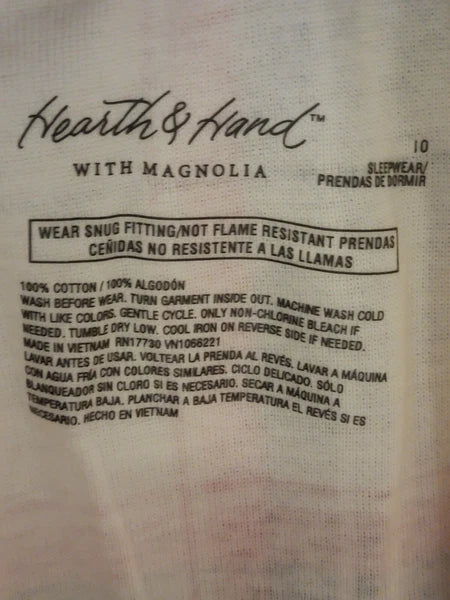 Hearth & Hand™
WITH MAGNOLIA
10
SLEEPWEAR/
PRENDAS DE DORMIR
WEAR SNUG FITTING/NOT FLAME RESISTANT PRENDAS
CEÑIDAS NO RESISTENTE A LAS LLAMAS
100% COTTON / 100% ALGODÓN
WASH BEFORE WEAR. TURN GARMENT INSIDE OUT. MACHINE WASH COLD
WITH LIKE COLORS. GENTLE CYCLE. ONLY NON-CHLORINE BLEACH IF
NEEDED. TUMBLE DRY LOW. COOL IRON ON REVERSE SIDE IF NEEDED.
MADE IN VIETNAM RN17730 VN1066221
LAVAR ANTES DE USAR. VOLTEAR LA PRENDA AL REVÉS. LAVAR A MÁQUINA
CON AGUA FRÍA CON COLORES SIMILARES. CICLO DELICADO. SÓLO
BLANQUEADOR SIN CLORO SI ES NECESARIO. SECAR A MÁQUINA A
TEMPERATURA BAJA. PLANCHAR A BAJA TEMPERATURA EL REVÉS SI ES
NECESARIO. HECHO EN VIETNAM